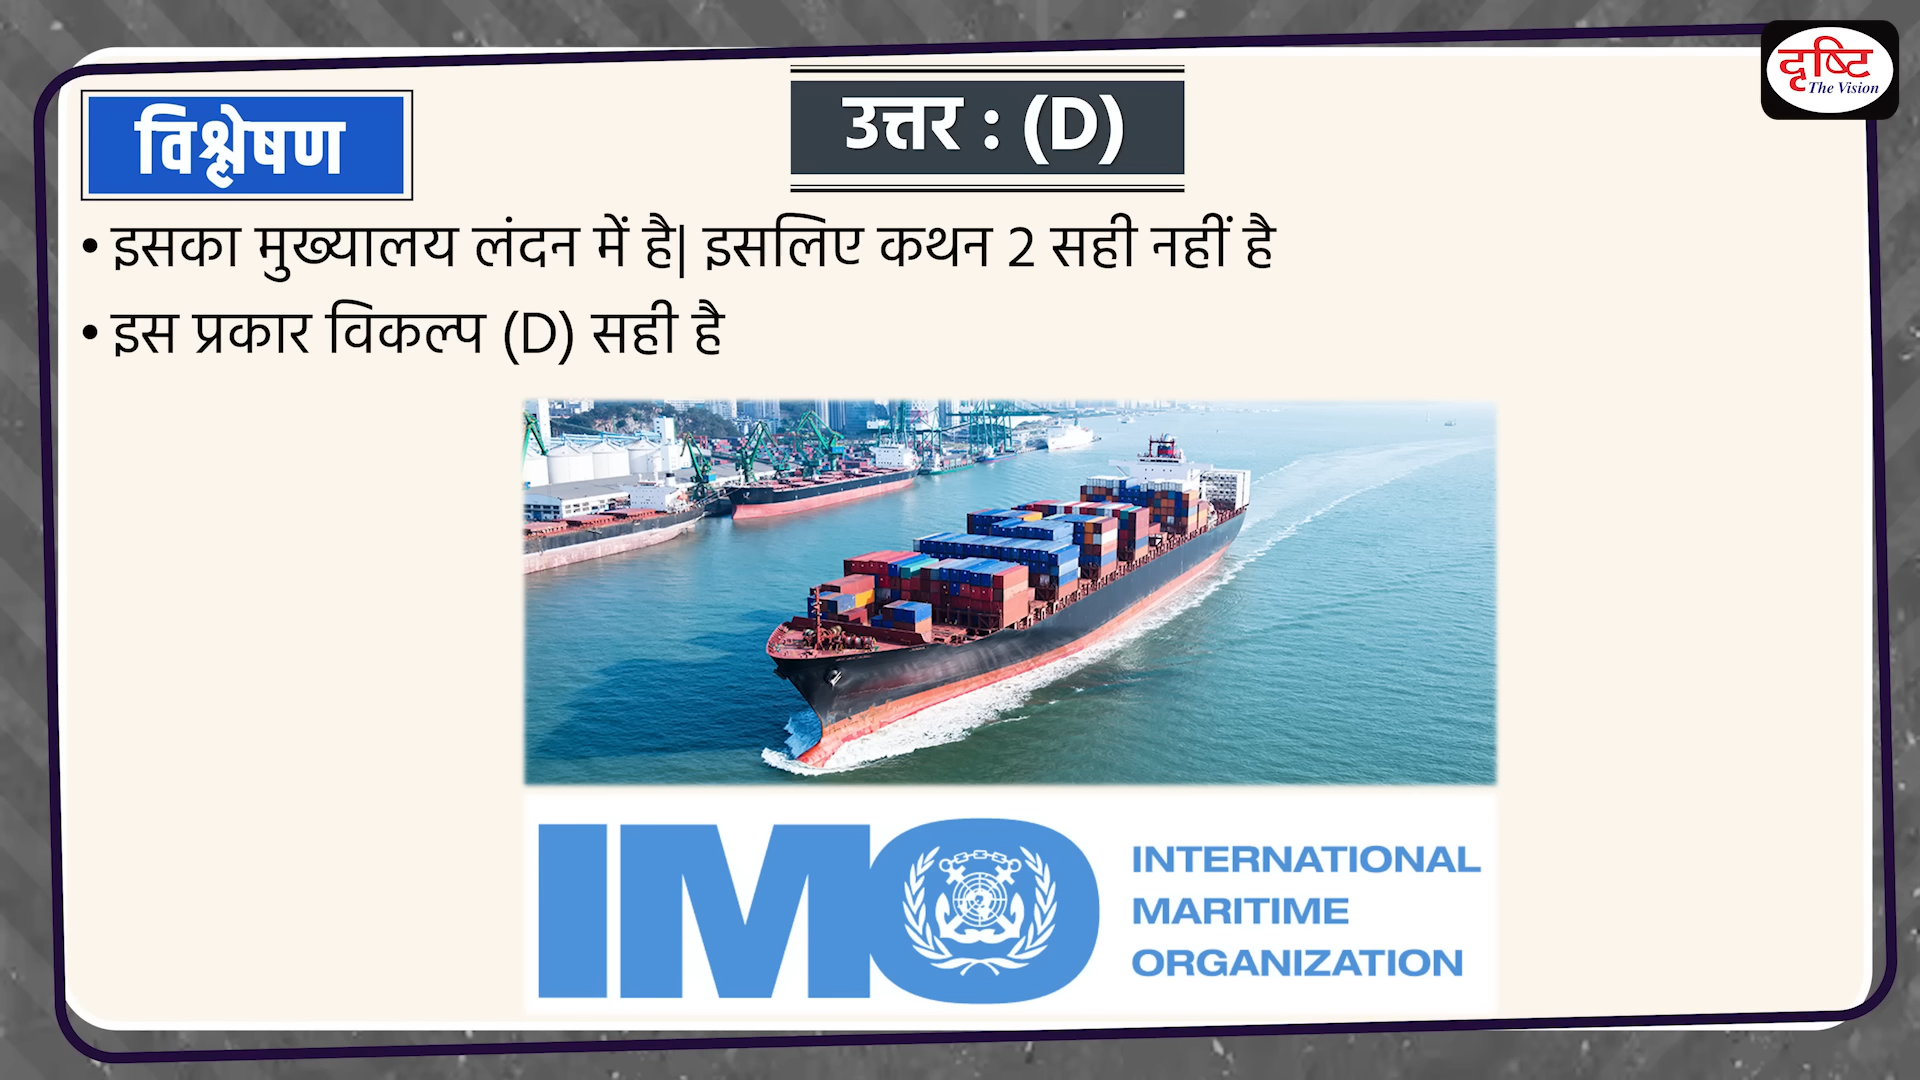 दृष्टि
The Vision
विश्लेषण
उत्तर : (D)
• इसका मुख्यालय लंदन में है| इसलिए कथन 2 सही नहीं है
• इस प्रकार विकल्प (D) सही है
IMO
INTERNATIONAL
MARITIME
ORGANIZATION